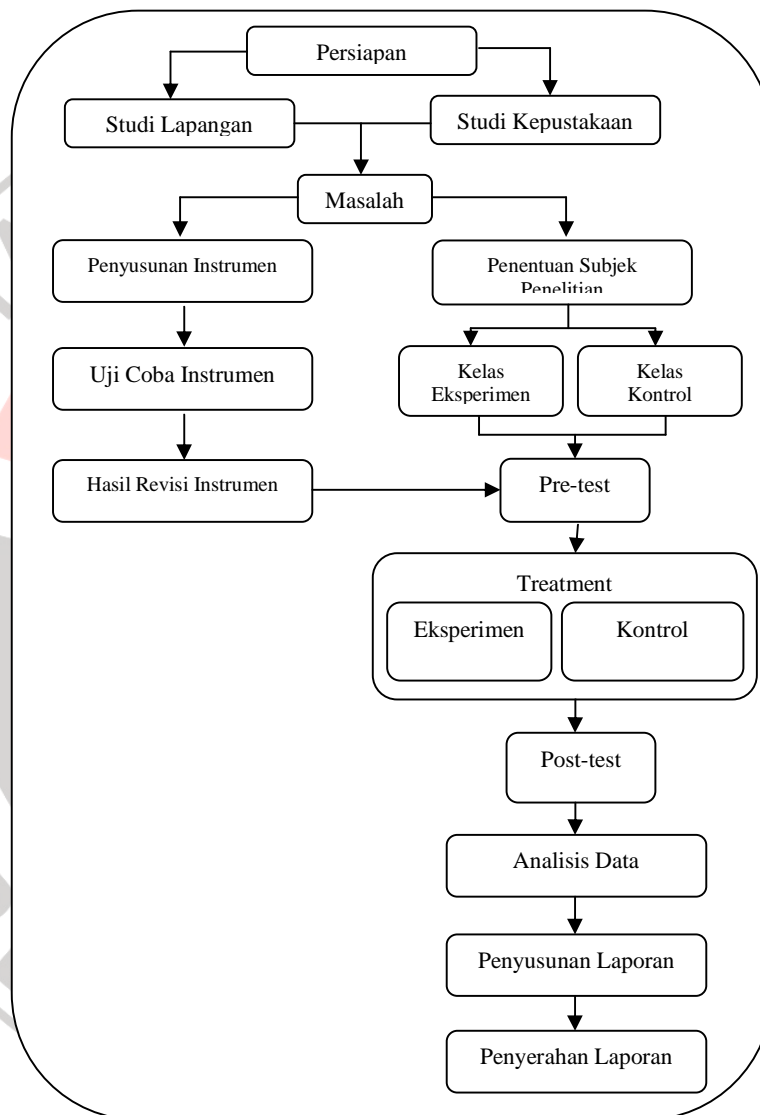 Persiapan
Studi Lapangan
Studi Kepustakaan
Masalah
Penyusunan Instrumen
Penentuan Subjek
Penelitian
Uji Coba Instrumen
Kelas
Eksperimen
Kelas
Kontrol
Hasil Revisi Instrumen
Pre-test
Treatment
Eksperimen
Kontrol
Post-test
Analisis Data
Penyusunan Laporan
Penyerahan Laporan